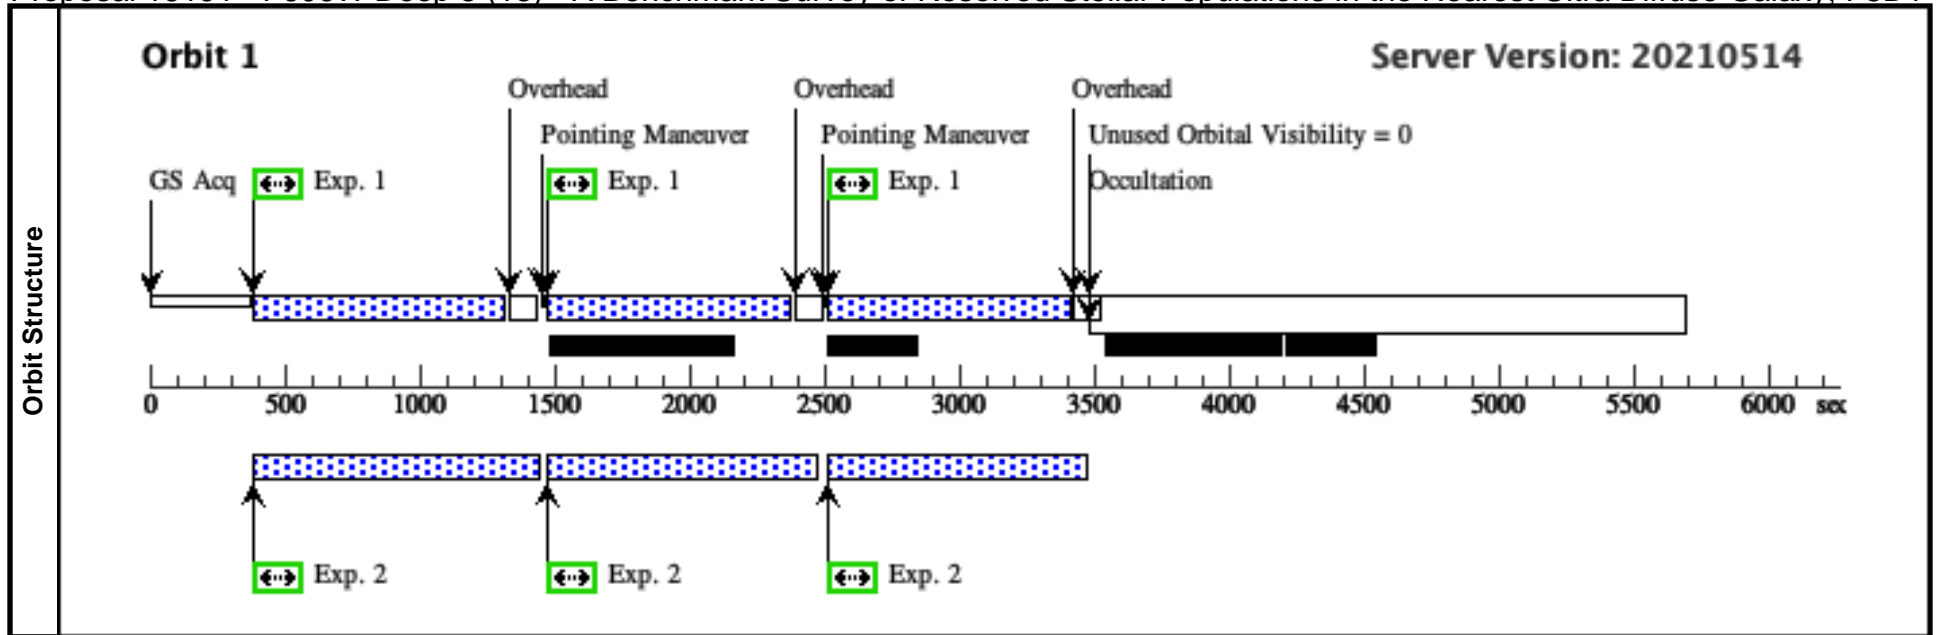 Orbit 1
Server Version: 20210514
Overhead
Overhead
Overhead
Pointing Maneuver
Pointing Maneuver
Unused Orbital Visibility = 0
GS Acq
Exp. 1
Exp. 1
Exp. 1
Occultation
Orbit Structure
0 500 1000 1500 2000 2500 3000 3500 4000 4500 5000 5500 6000 sec
Exp. 2
Exp. 2
Exp. 2